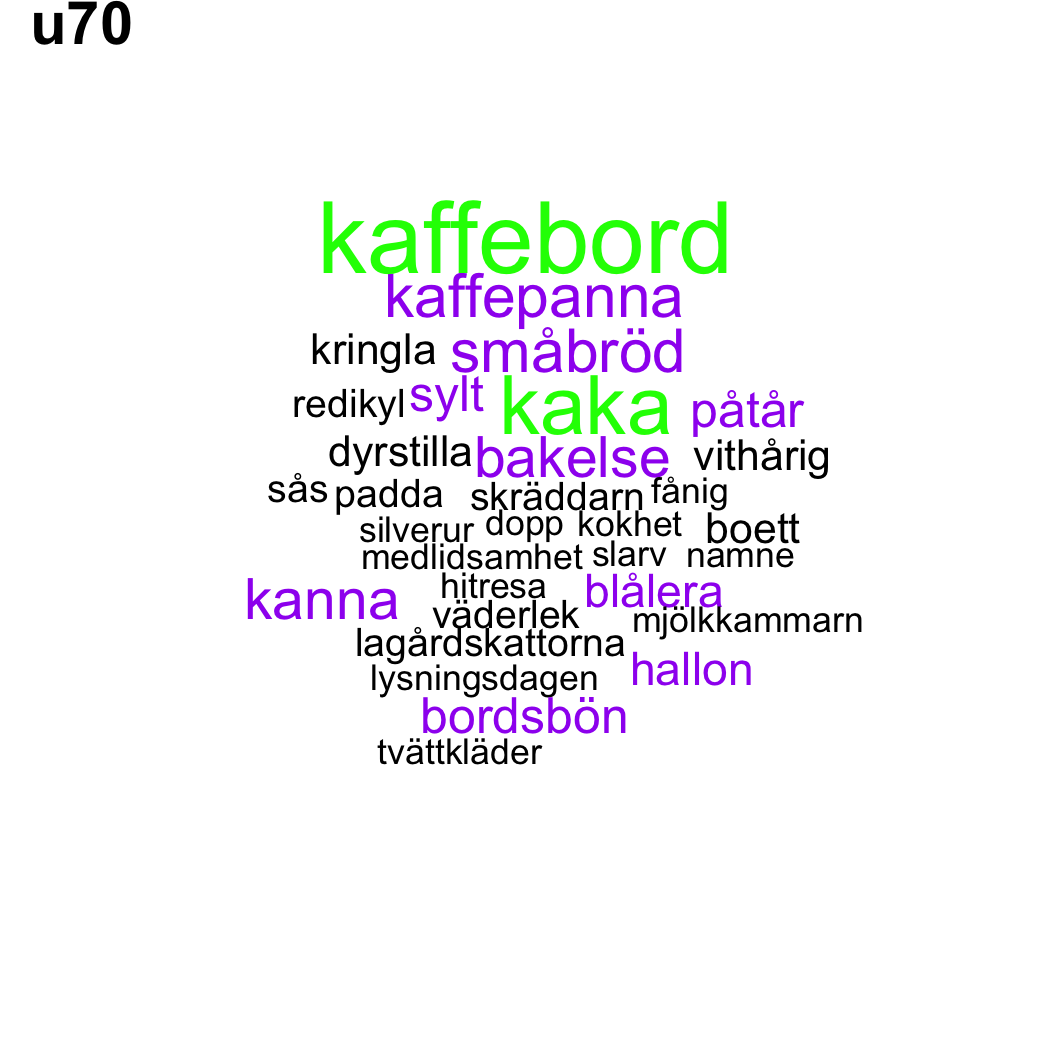 u70
kaffebord
kaffepanna
kringla småbröd
redikyl sylt kaka påtår
dyrstilla bakelse vithårig
sås padda skräddarn fånig
silverur dopp kokhet boett
medlidsamhet slarv nämne
kanna hitresa blålera
väderlek mjölkkammarn
lagårdskattorna
lysningsdagen hallon
bordsbön
tvättkläder